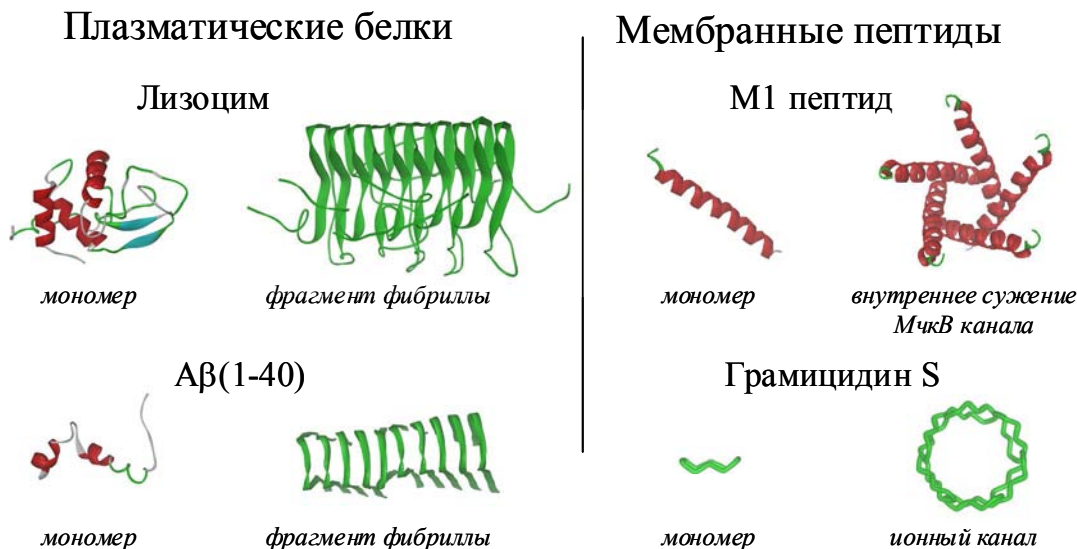 Плазматические белки
Мембранные пептиды
Лизоцим
М1 пептид
мономер
фрагмент фибриллы
мономер
внутреннее сужение
МчкВ канала
Аβ(1-40)
Грамицидин S
мономер
фрагмент фибриллы
мономер
ионный канал